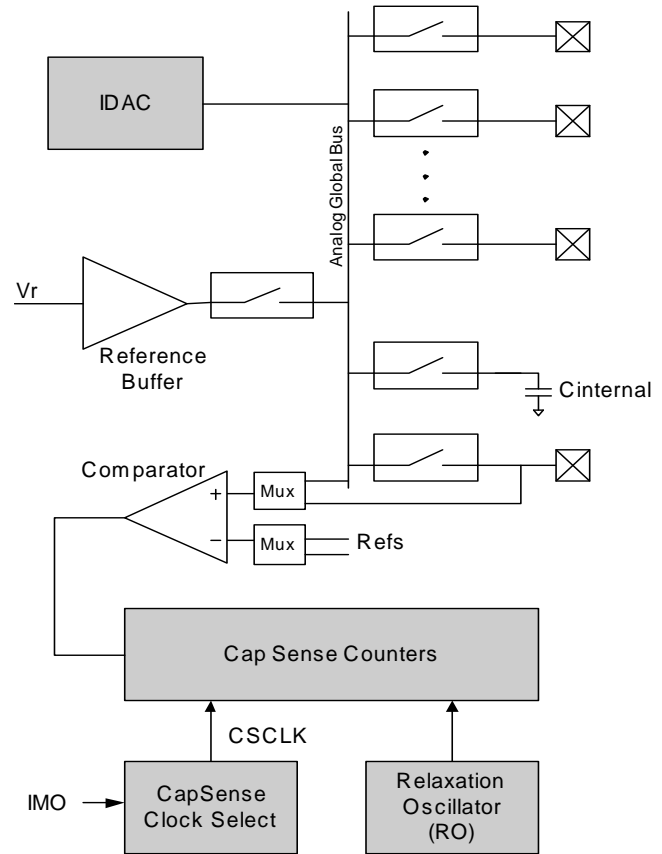 IDAC
Analog Global Bus
Vr
Reference
Buffer
Cinternal
Comparator
+
Mux
−
Mux
Refs
Cap Sense Counters
CSCLK
IMO
CapSense
Clock Select
Relaxation
Oscillator
(RO)